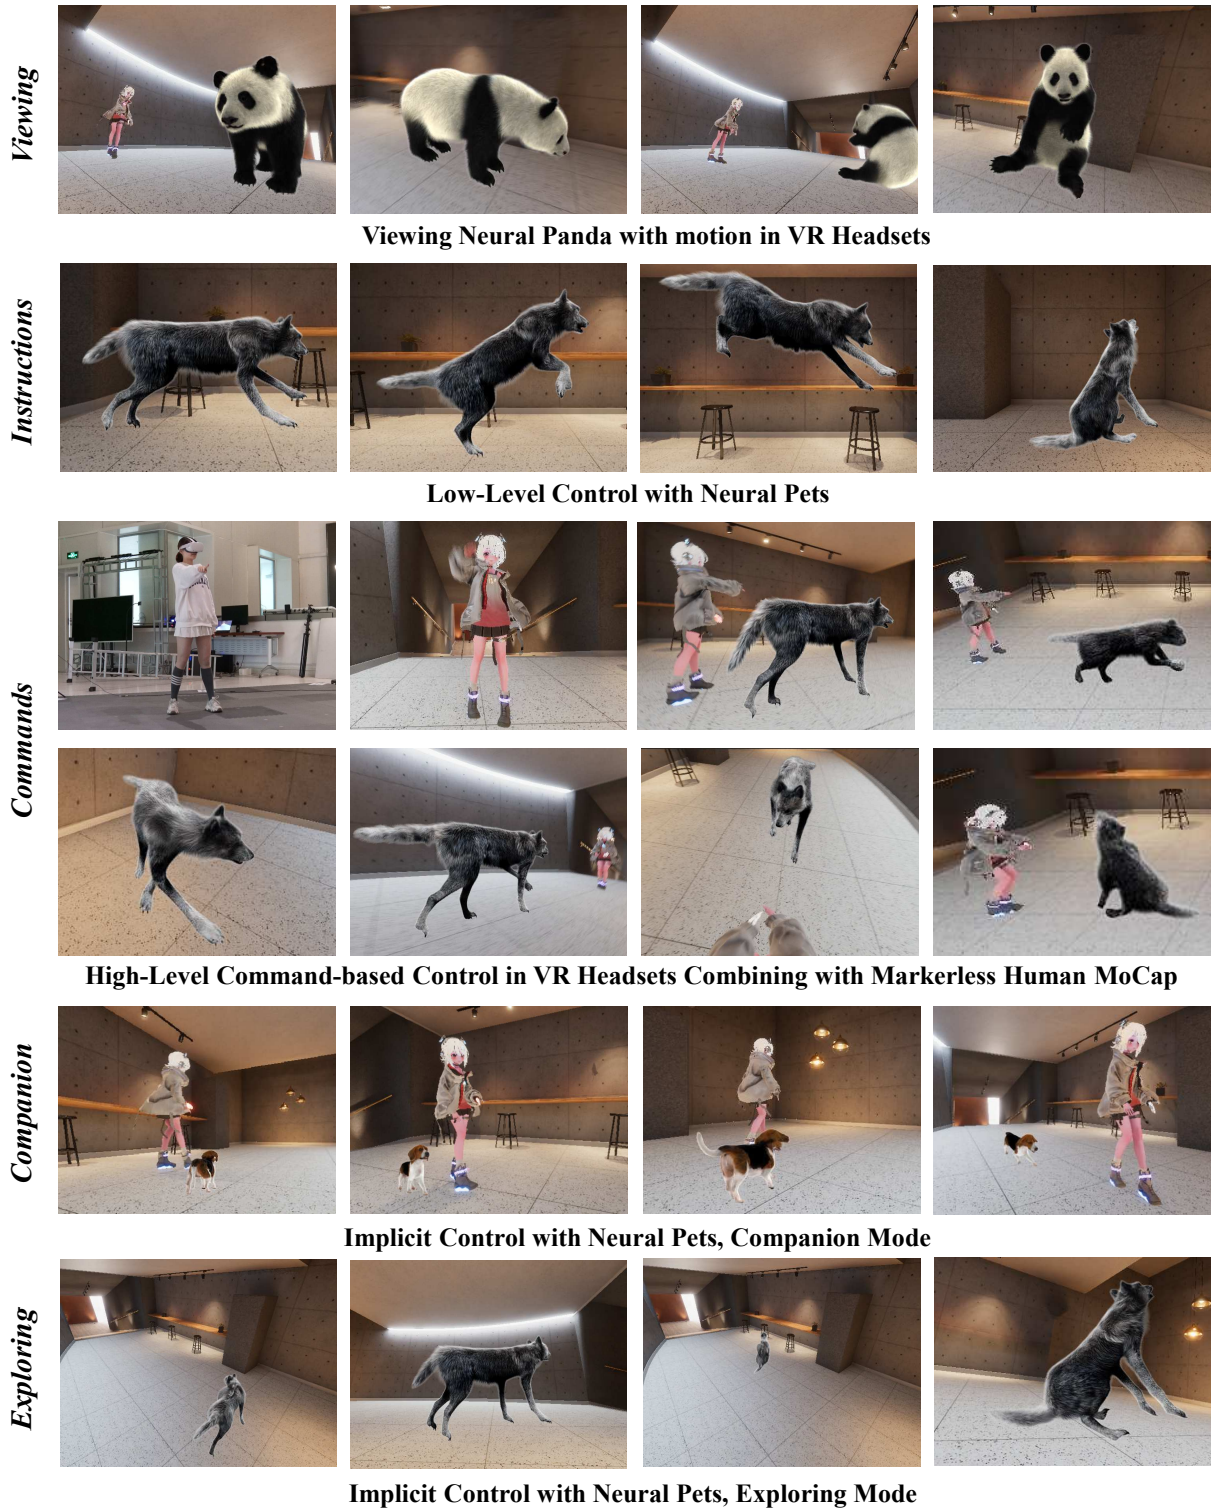 Viewing
Viewing Neural Panda with motion in VR Headsets
Instructions
Low-Level Control with Neural Pets
Commands
High-Level Command-based Control in VR Headsets Combining with Markerless Human MoCap
Companion
Implicit Control with Neural Pets, Companion Mode
Exploring
Implicit Control with Neural Pets, Exploring Mode